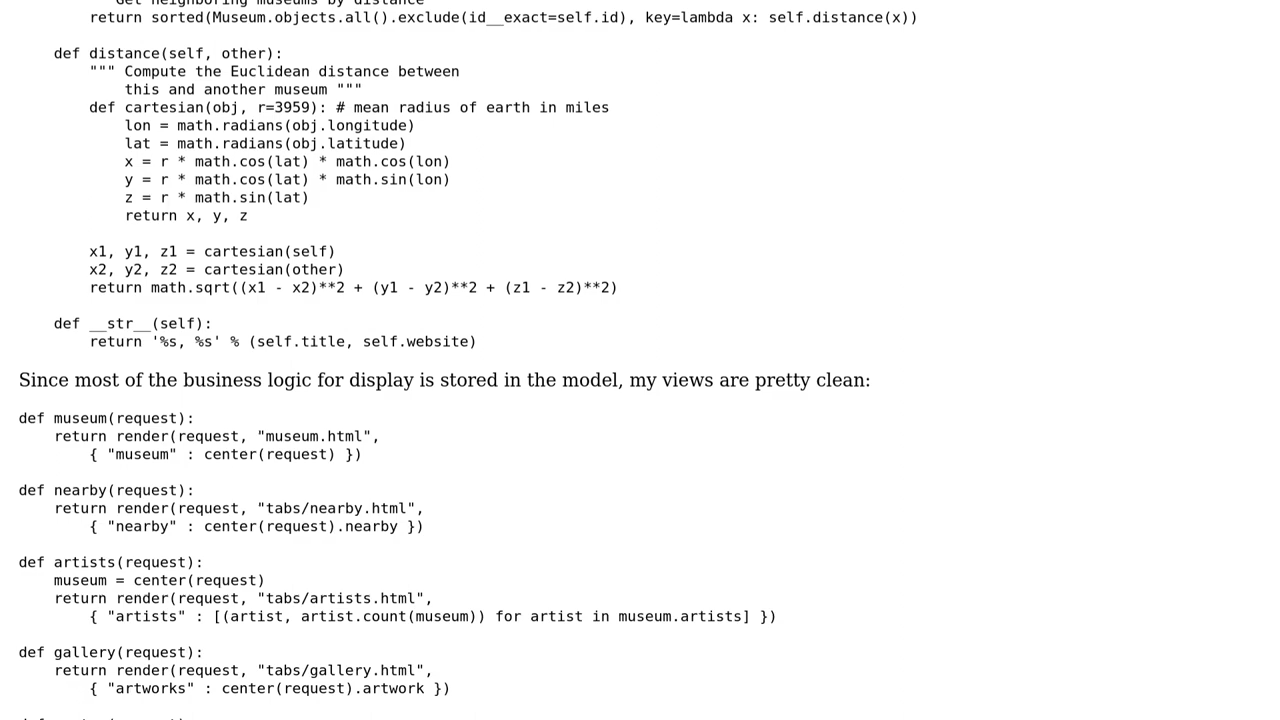 Get neighboring museums by distance
return sorted(Museum.objects.all().exclude(id__exact=self.id), key=lambda x: self.distance(x))
def distance(self, other):
""" Compute the Euclidean distance between
this and another museum """
def cartesian(obj, r=3959): # mean radius of earth in miles
lon = math.radians(obj.longitude)
lat = math.radians(obj.latitude)
x = r * math.cos(lat) * math.cos(lon)
y = r * math.cos(lat) * math.sin(lon)
z = r * math.sin(lat)
return x, y, z
x1, y1, z1 = cartesian(self)
x2, y2, z2 = cartesian(other)
return math.sqrt((x1 - x2)**2 + (y1 - y2)**2 + (z1 - z2)**2)
def __str__(self):
return '%s, %s' % (self.title, self.website)
Since most of the business logic for display is stored in the model, my views are pretty clean:
def museum(request):
return render(request, "museum.html",
{ "museum" : center(request) })
def nearby(request):
return render(request, "tabs/nearby.html",
{ "nearby" : center(request).nearby })
def artists(request):
museum = center(request)
return render(request, "tabs/artists.html",
{ "artists" : [(artist, artist.count(museum)) for artist in museum.artists] })
def gallery(request):
return render(request, "tabs/gallery.html",
{ "artworks" : center(request).artwork })